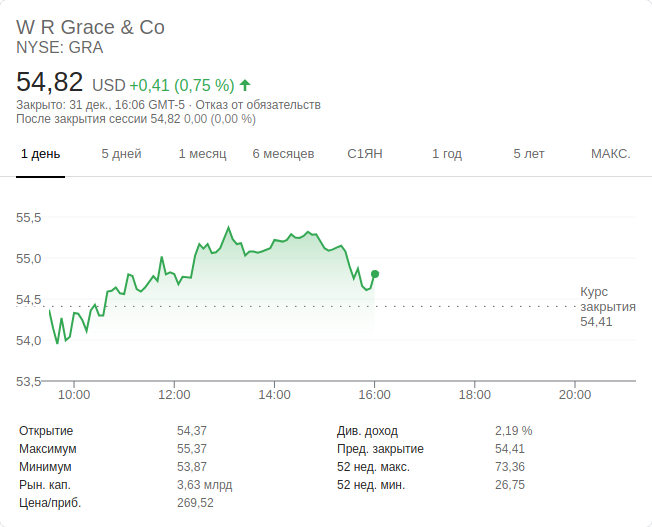 W R Grace & Co
NYSE: GRA
54,82 USD +0,41 (0,75 %)
Закрыто: 31 дек., 16:06 GMT-5 · Отказ от обязательств
После закрытия сессии 54,82 0,00 (0,00 %)
1 день 5 дней 1 месяц 6 месяцев С1ЯН 1 год 5 лет МАКС.
55,5
55,0
54,5
54,0
53,5
Курс
закрытия
54,41
10:00 12:00 14:00 16:00 18:00 20:00
Открытие 54,37 Див. доход 2,19 %
Максимум 55,37 Пред. закрытие 54,41
Минимум 53,87 52 нед. макс. 73,36
Рын. кап. 3,63 млрд 52 нед. мин. 26,75
Цена/приб. 269,52